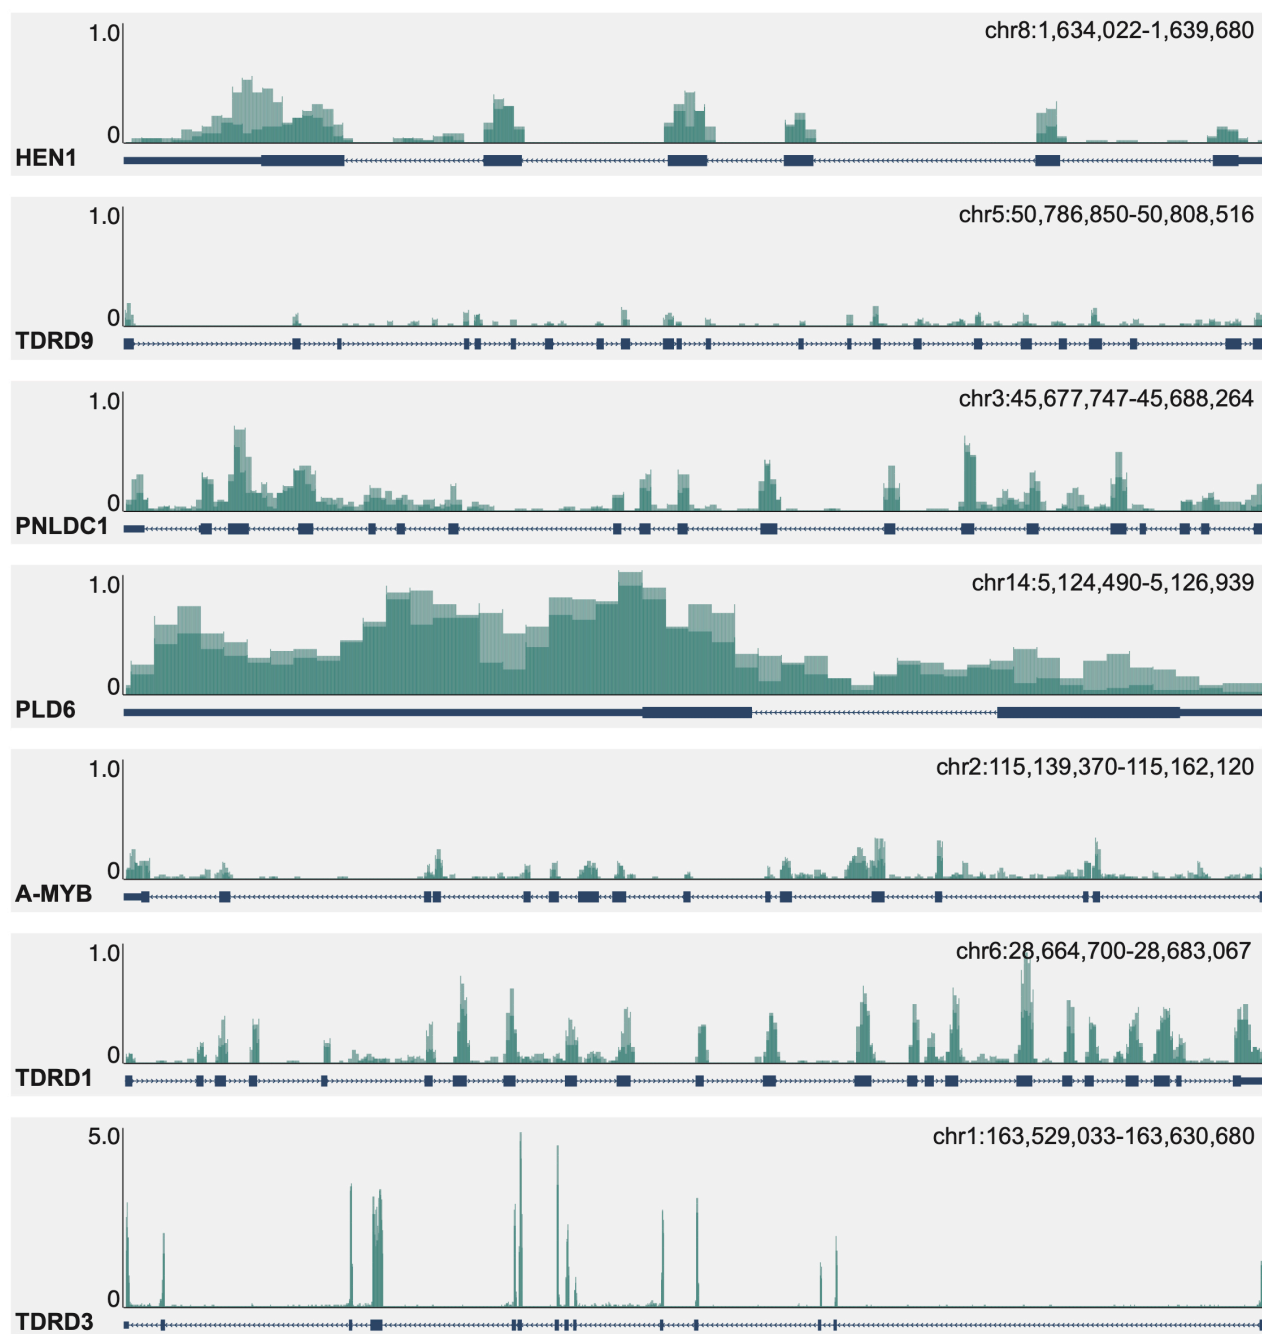 1.0
chr8:1,634,022-1,639,680
0
HEN1
1.0
chr5:50,786,850-50,808,516
0
TDRD9
1.0
chr3:45,677,747-45,688,264
0
PNLDC1
1.0
chr14:5,124,490-5,126,939
0
PLD6
1.0
chr2:115,139,370-115,162,120
0
A-MYB
1.0
chr6:28,664,700-28,683,067
0
TDRD1
5.0
chr1:163,529,033-163,630,680
0
TDRD3